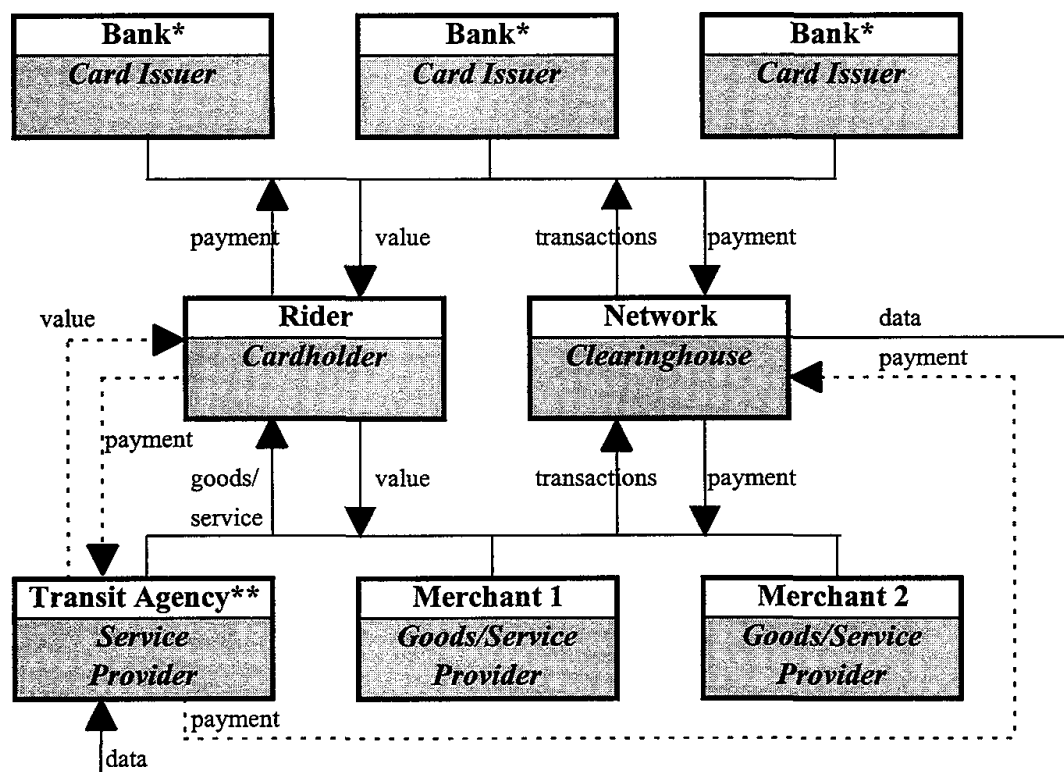 Bank*
Card Issuer
Bank*
Card Issuer
Bank*
Card Issuer
payment
value
transactions
payment
value
Rider
Cardholder
Network
Clearinghouse
data
payment
payment
goods/
service
value
transactions
payment
Transit Agency**
Service
Provider
Merchant 1
Goods/Service
Provider
Merchant 2
Goods/Service
Provider
payment
data